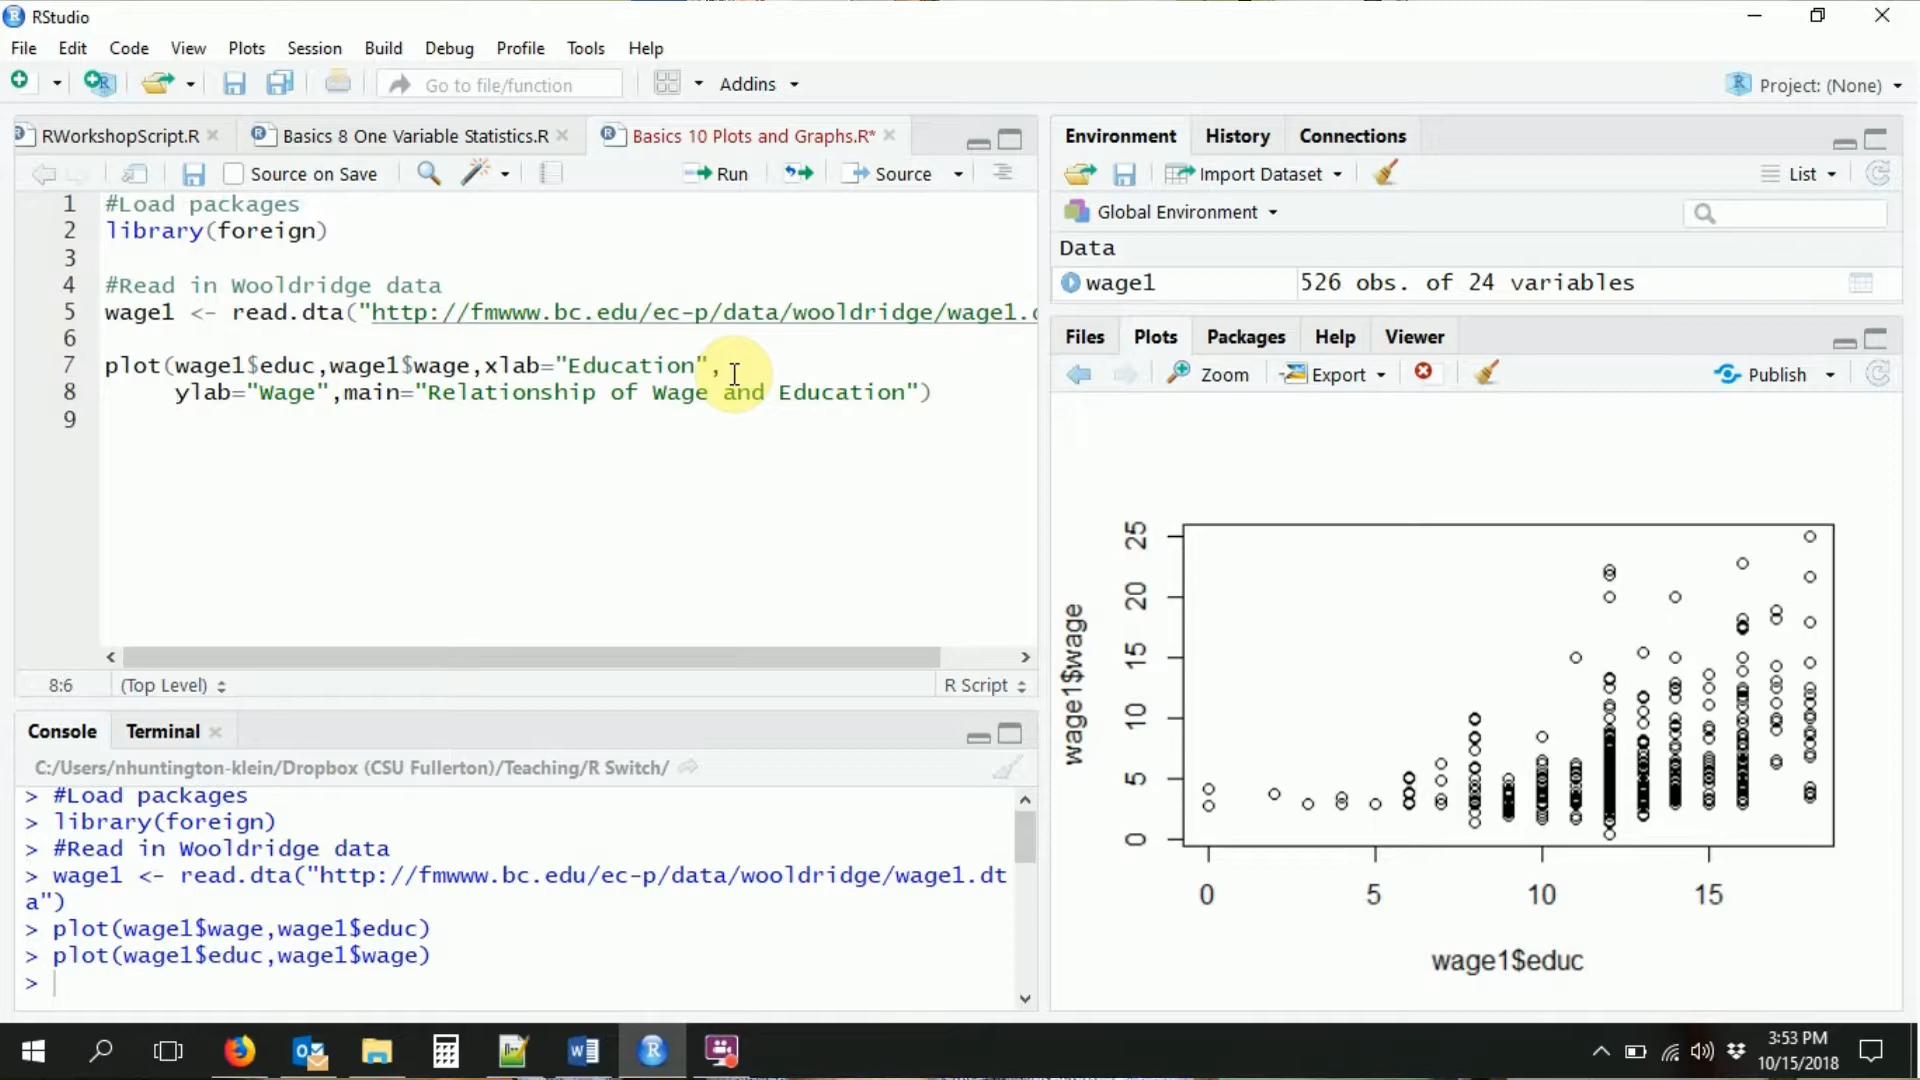 RStudio
File Edit Code View Plots Session Build Debug Profile Tools Help
Go to file/function Addins Project: (None)
RWorkshopScript.R Basics 8 One Variable Statistics.R Basics 10 Plots and Graphs.R*
Source on Save Run Source
1 #Load packages
2 library(foreign)
3
4 #Read in Wooldridge data
5 wage1 <- read.dta("http://fmwww.bc.edu/ec-p/data/wooldridge/wage1.d
6
7 plot(wage1$educ,wage1$wage,xlab="Education",
8 ylab="Wage",main="Relationship of Wage and Education")
9
8:6 (Top Level) R Script
Console Terminal
C:/Users/nhuntington-klein/Dropbox (CSU Fullerton)/Teaching/R Switch/
> #Load packages
> library(foreign)
> #Read in Wooldridge data
> wage1 <- read.dta("http://fmwww.bc.edu/ec-p/data/wooldridge/wage1.dt
a")
> plot(wage1$wage,wage1$educ)
> plot(wage1$educ,wage1$wage)
>
Environment History Connections
Import Dataset List
Global Environment
Data
wage1 526 obs. of 24 variables
Files Plots Packages Help Viewer
Zoom Export Publish
wage1$wage
25
20
15
10
5
0
0 5 10 15
wage1$educ
3:53 PM
10/15/2018